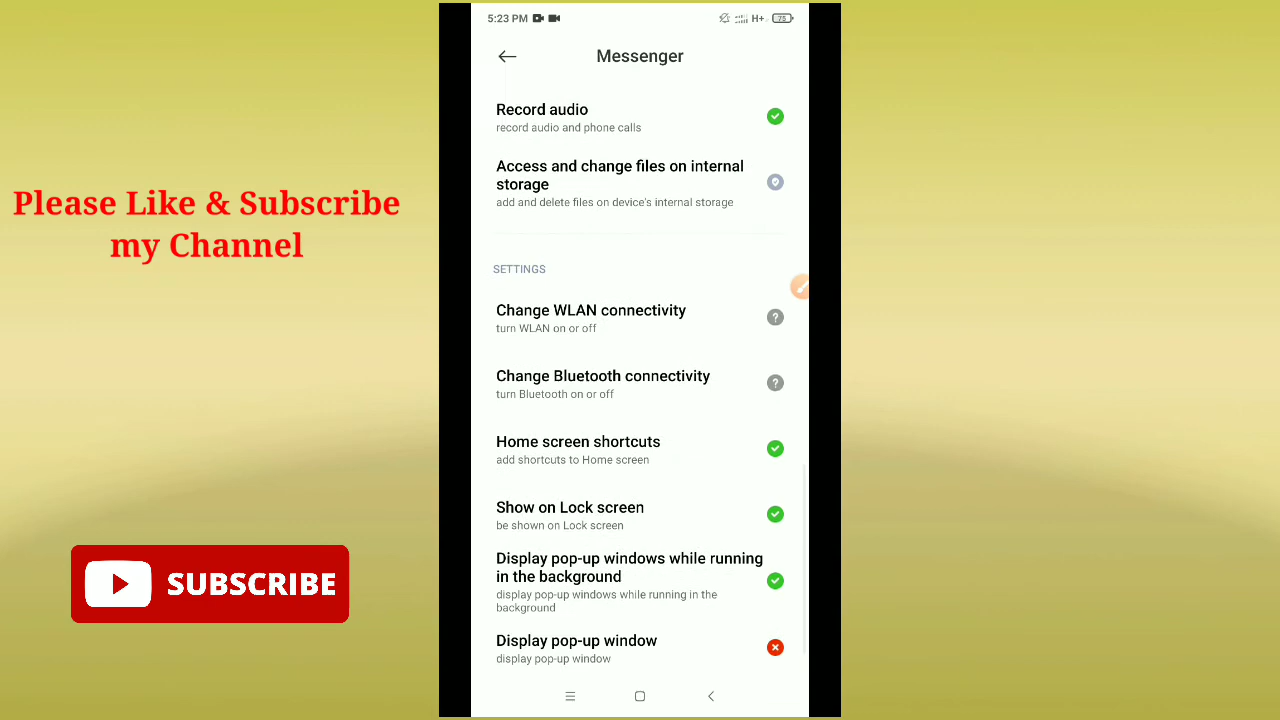 5:23 PM
H+
75
Messenger
Record audio
record audio and phone calls
Access and change files on internal
storage
add and delete files on device's internal storage
SETTINGS
Change WLAN connectivity
turn WLAN on or off
?
Change Bluetooth connectivity
turn Bluetooth on or off
?
Home screen shortcuts
add shortcuts to Home screen
Show on Lock screen
be shown on Lock screen
Display pop-up windows while running
in the background
display pop-up windows while running in the
background
Display pop-up window
display pop-up window
Please Like & Subscribe
my Channel
SUBSCRIBE